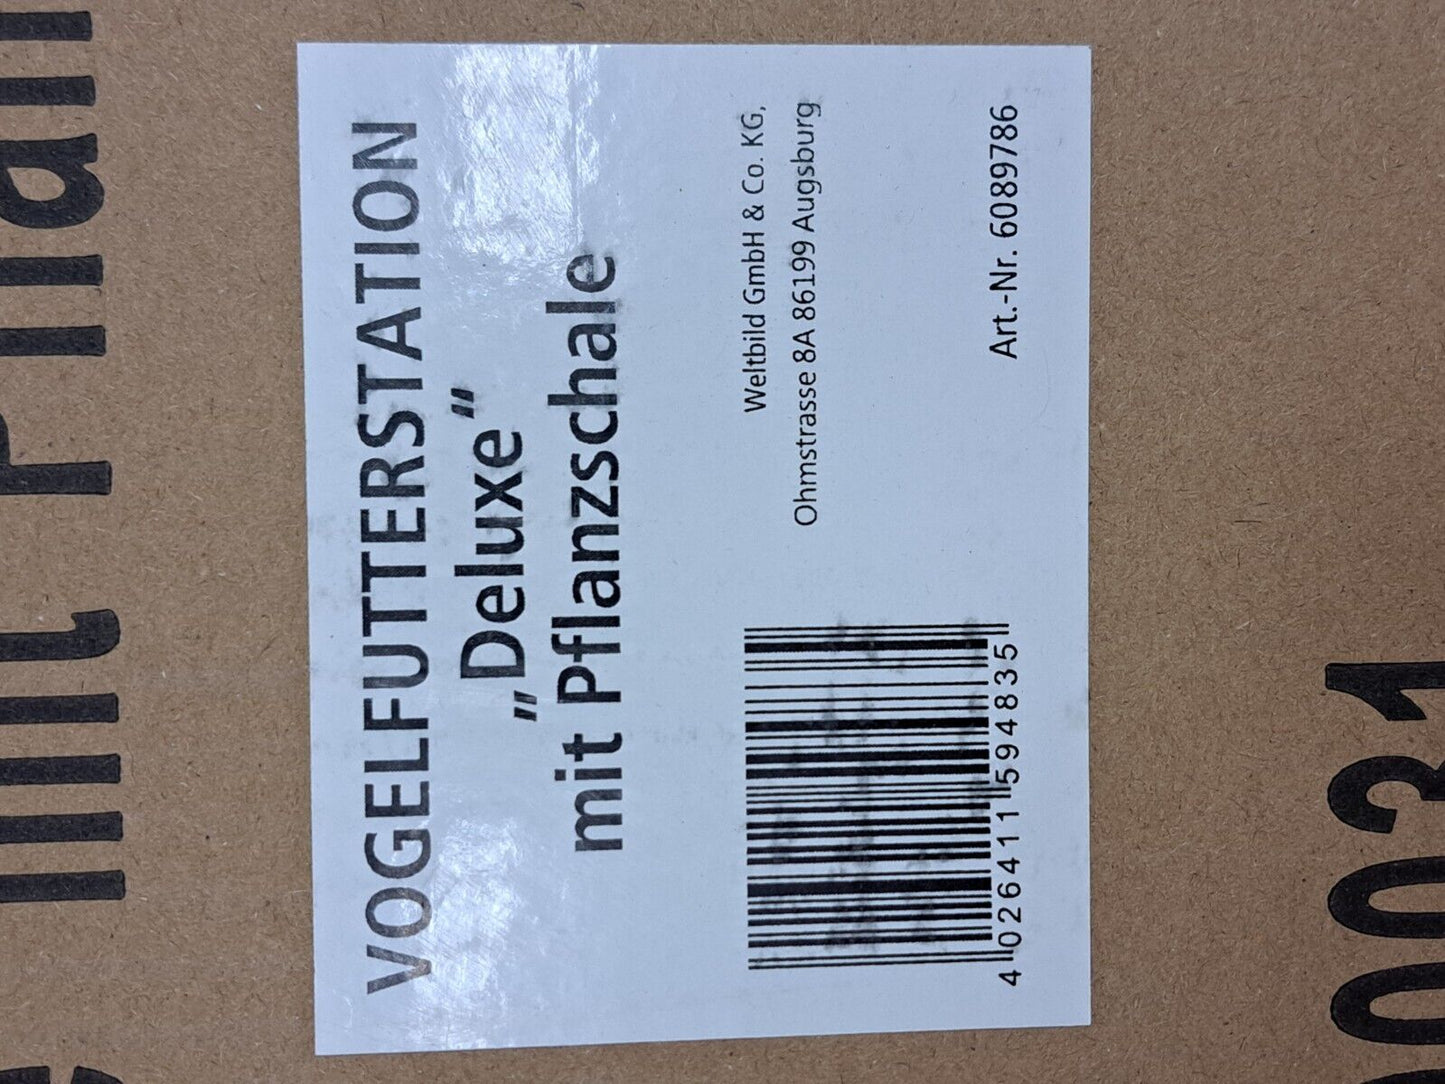 VOGELFUTTERSTATION
„Deluxe“
mit Pflanzschale
Weltbild GmbH & Co. KG,
Ohmstrasse 8A 86199 Augsburg
4 026411 594835
Art.-Nr. 6089786